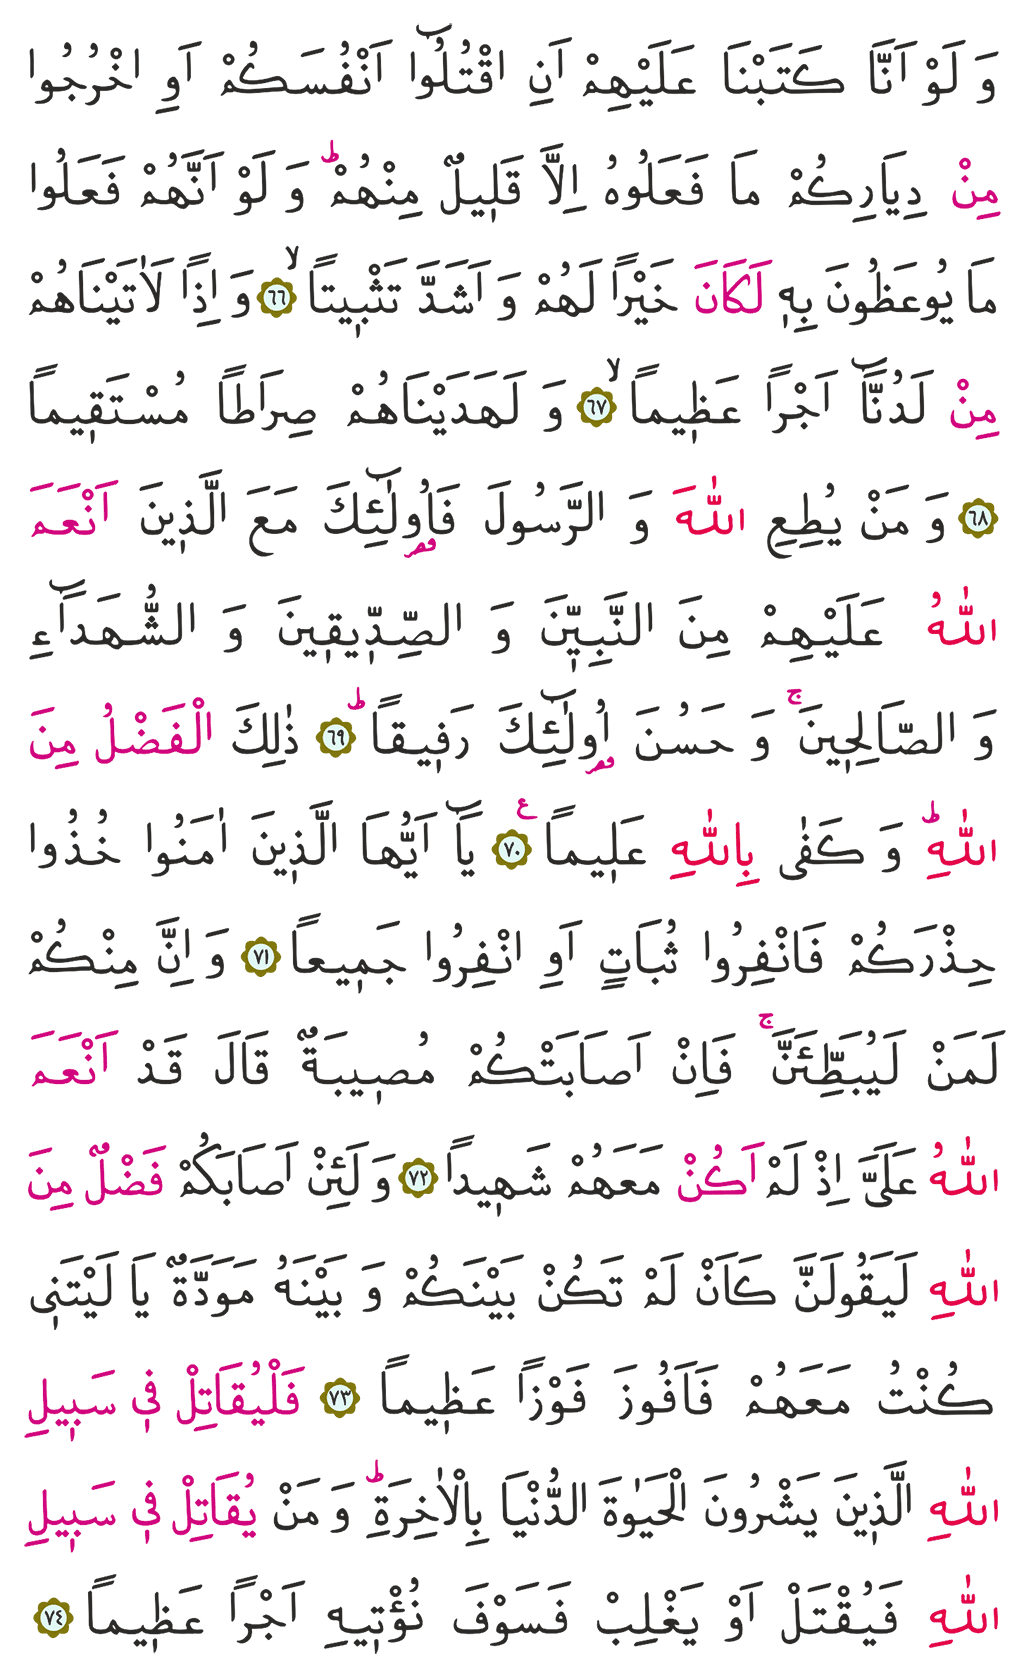 وَ لَوْ اَنَّا كَتَبْنَا عَلَيْهِمْ اَنِ اقْتُلُٓوا اَنْفُسَكُمْ اَوِ اخْرُجُوا
مِنْ دِيَارِكُمْ مَا فَعَلُوهُ اِلَّا قَلٖيلٌ مِنْهُمْؕ وَ لَوْ اَنَّهُمْ فَعَلُوا
مَا يُوعَظُونَ بِهٖ لَكَانَ خَيْراً لَهُمْ وَ اَشَدَّ تَثْبٖيتاًۙ ﴿٦٦﴾ وَ اِذاً لَاٰتَيْنَاهُمْ
مِنْ لَدُنَّٓا اَجْراً عَظٖيماًۙ ﴿٦٧﴾ وَ لَهَدَيْنَاهُمْ صِرَاطاً مُسْتَقٖيماً
﴿٦٨﴾ وَ مَنْ يُطِعِ اللّٰهَ وَ الرَّسُولَ فَاُو۬لٰٓئِكَ مَعَ الَّذٖينَ اَنْعَمَ
اللّٰهُ عَلَيْهِمْ مِنَ النَّبِيّٖنَ وَ الصِّدّٖيقٖينَ وَ الشُّهَدَٓاءِ
وَ الصَّالِحٖينَۚ وَ حَسُنَ اُو۬لٰٓئِكَ رَفٖيقاًؕ ﴿٦٩﴾ ذٰلِكَ الْفَضْلُ مِنَ
اللّٰهِؕ وَ كَفٰى بِاللّٰهِ عَلٖيماً ع ﴿٧٠﴾ يَٓا اَيُّهَا الَّذٖينَ اٰمَنُوا خُذُوا
حِذْرَكُمْ فَانْفِرُوا ثُبَاتٍ اَوِ انْفِرُوا جَمٖيعاً ﴿٧١﴾ وَ اِنَّ مِنْكُمْ
لَمَنْ لَيُبَطِّئَنَّۚ فَاِنْ اَصَابَتْكُمْ مُصٖيبَةٌ قَالَ قَدْ اَنْعَمَ
اللّٰهُ عَلَيَّ اِذْ لَمْ اَكُنْ مَعَهُمْ شَهٖيداً ﴿٧٢﴾ وَ لَئِنْ اَصَابَكُمْ فَضْلٌ مِنَ
اللّٰهِ لَيَقُولَنَّ كَاَنْ لَمْ تَكُنْ بَيْنَكُمْ وَ بَيْنَهُ مَوَدَّةٌ يَا لَيْتَنٖى
كُنْتُ مَعَهُمْ فَاَفُوزَ فَوْزاً عَظٖيماً ﴿٧٣﴾ فَلْيُقَاتِلْ فٖى سَبٖيلِ
اللّٰهِ الَّذٖينَ يَشْرُونَ الْحَيٰوةَ الدُّنْيَا بِالْاٰخِرَةِؕ وَ مَنْ يُقَاتِلْ فٖى سَبٖيلِ
اللّٰهِ فَيُقْتَلْ اَوْ يَغْلِبْ فَسَوْفَ نُؤْتٖيهِ اَجْراً عَظٖيماً ﴿٧٤﴾